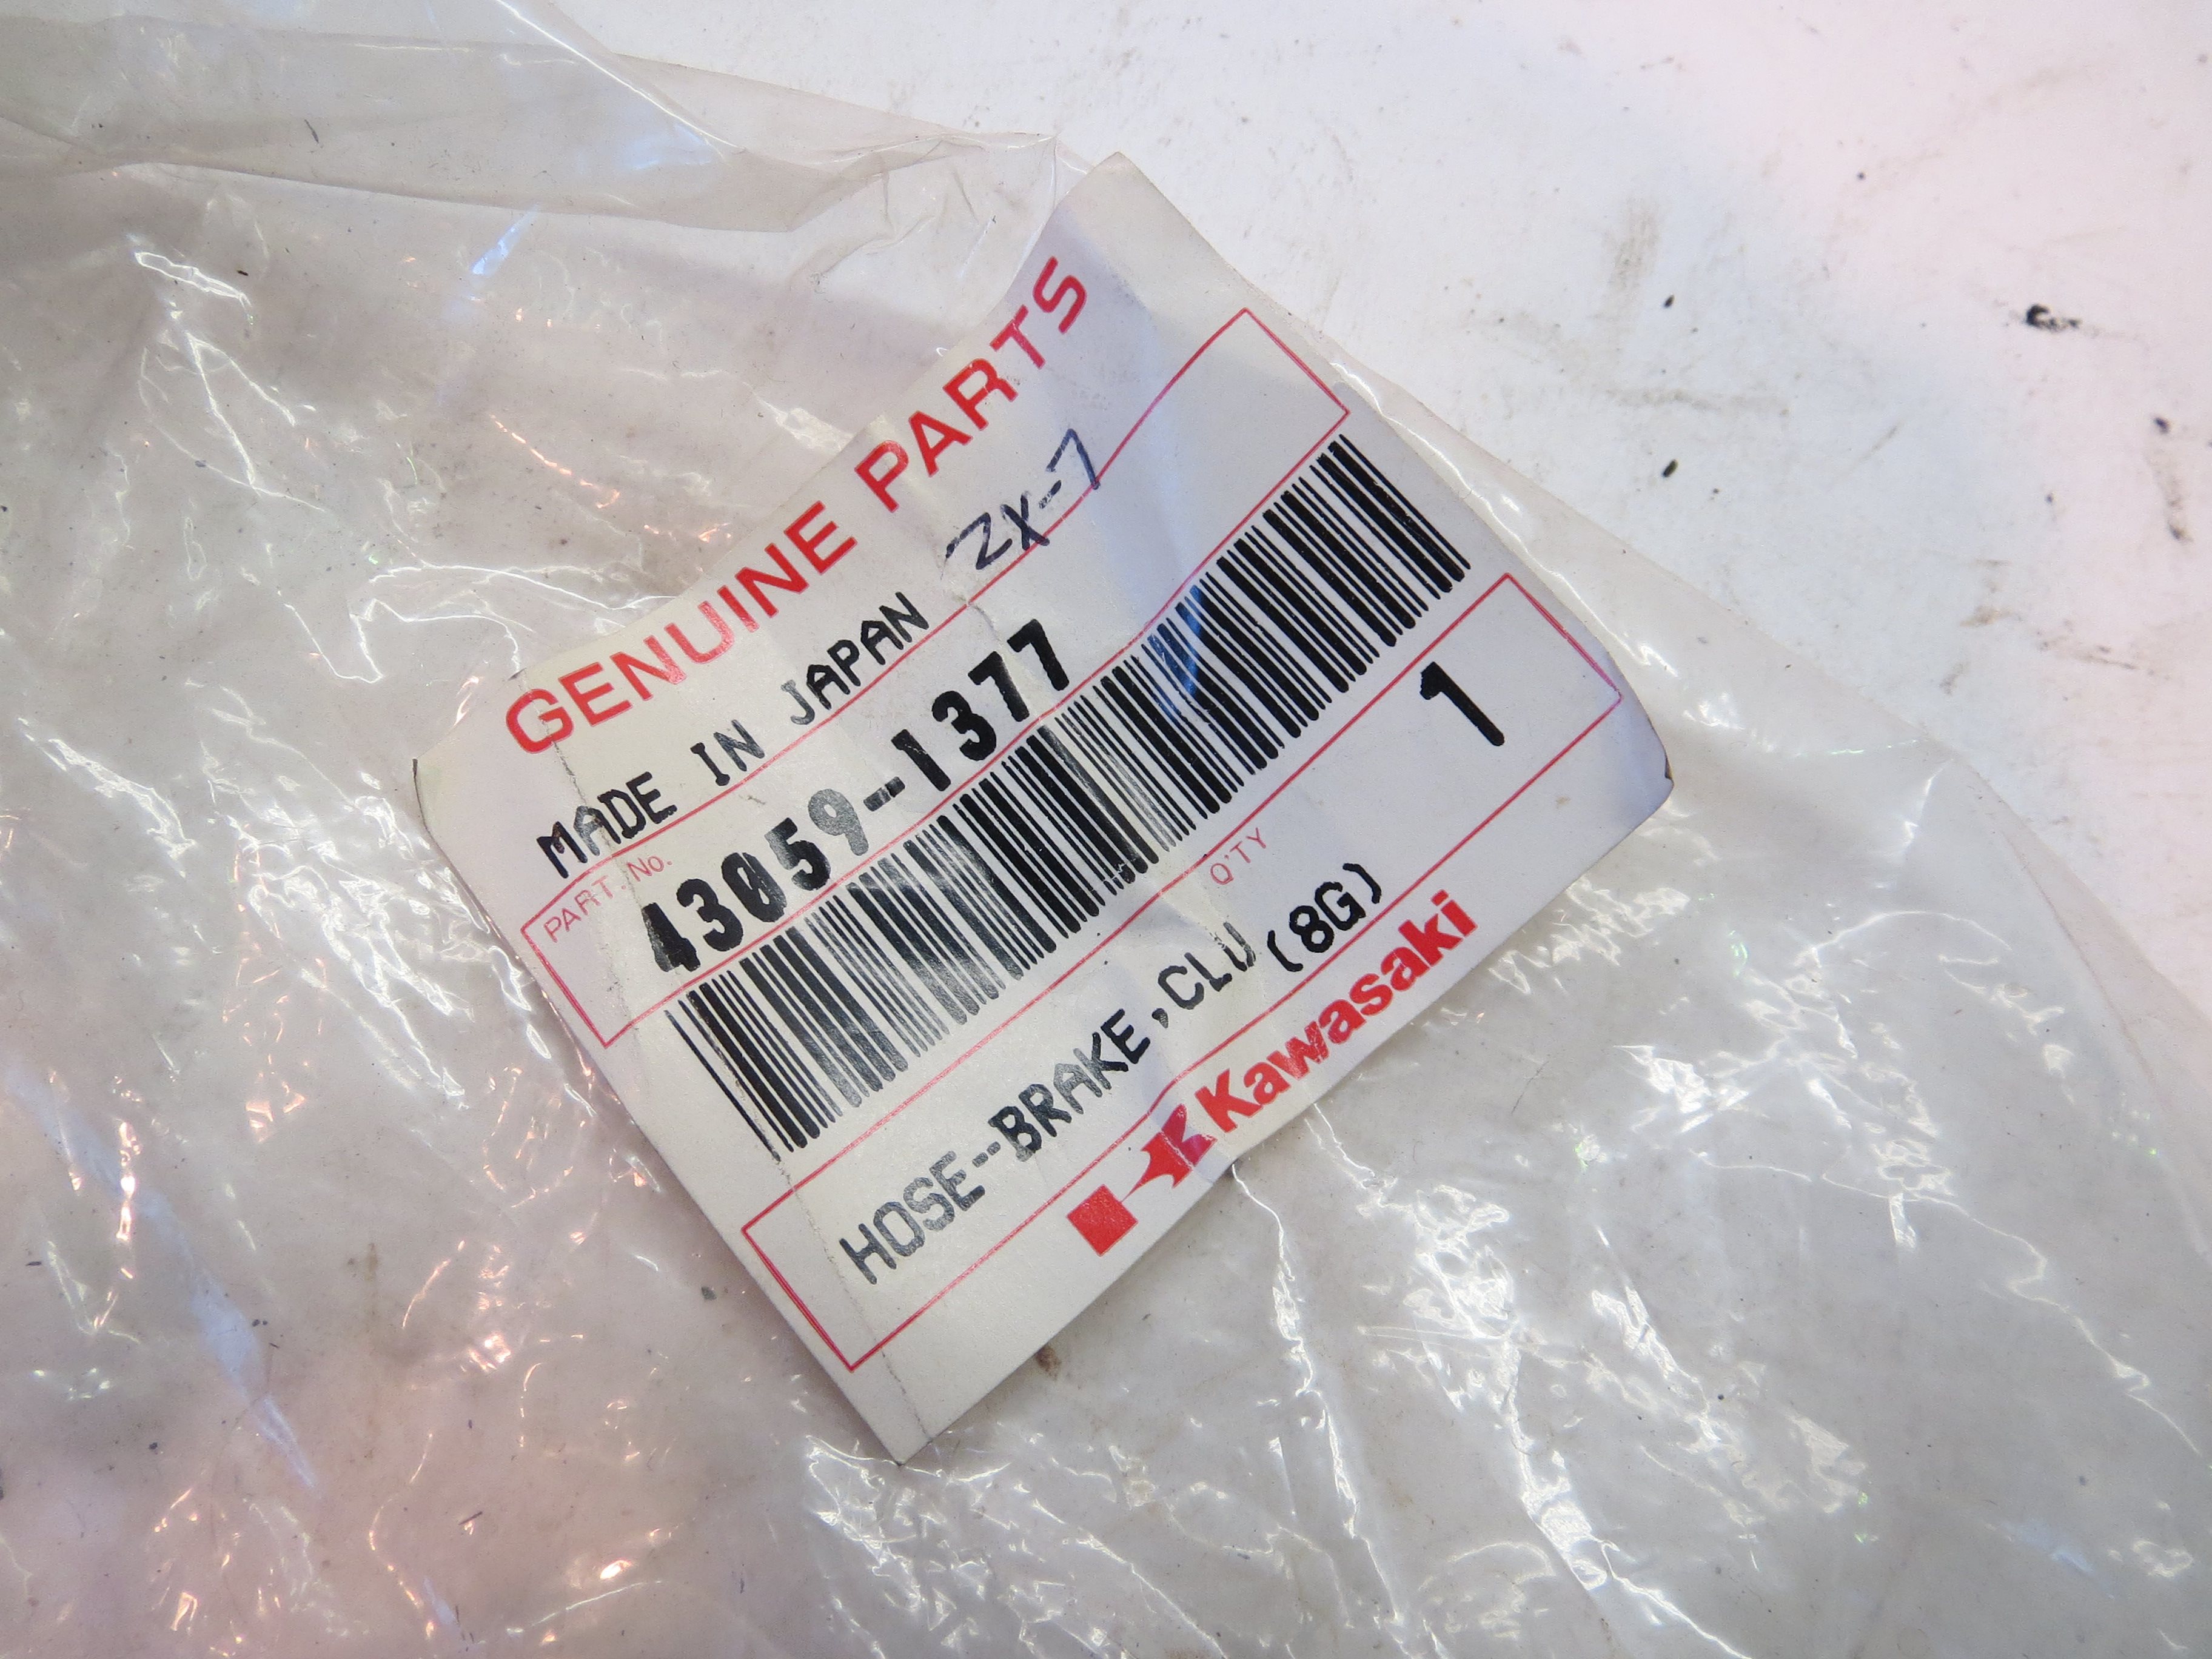 GENUINE PARTS
MADE IN JAPAN ZX-7
PART. No.
43059-1377
Q'TY
1
HOSE-BRAKE,CLU (8G)
Kawasaki